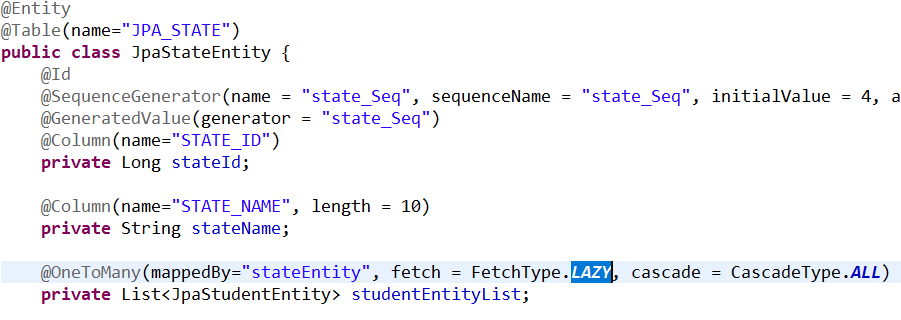 @Entity
@Table(name="JPA_STATE")
public class JpaStateEntity {
@Id
@SequenceGenerator(name = "state_Seq", sequenceName = "state_Seq", initialValue = 4, a
@GeneratedValue(generator = "state_Seq")
@Column(name="STATE_ID")
private Long stateId;
@Column(name="STATE_NAME", length = 10)
private String stateName;
@OneToMany(mappedBy="stateEntity", fetch = FetchType.LAZY, cascade = CascadeType.ALL)
private List<JpaStudentEntity> studentEntityList;